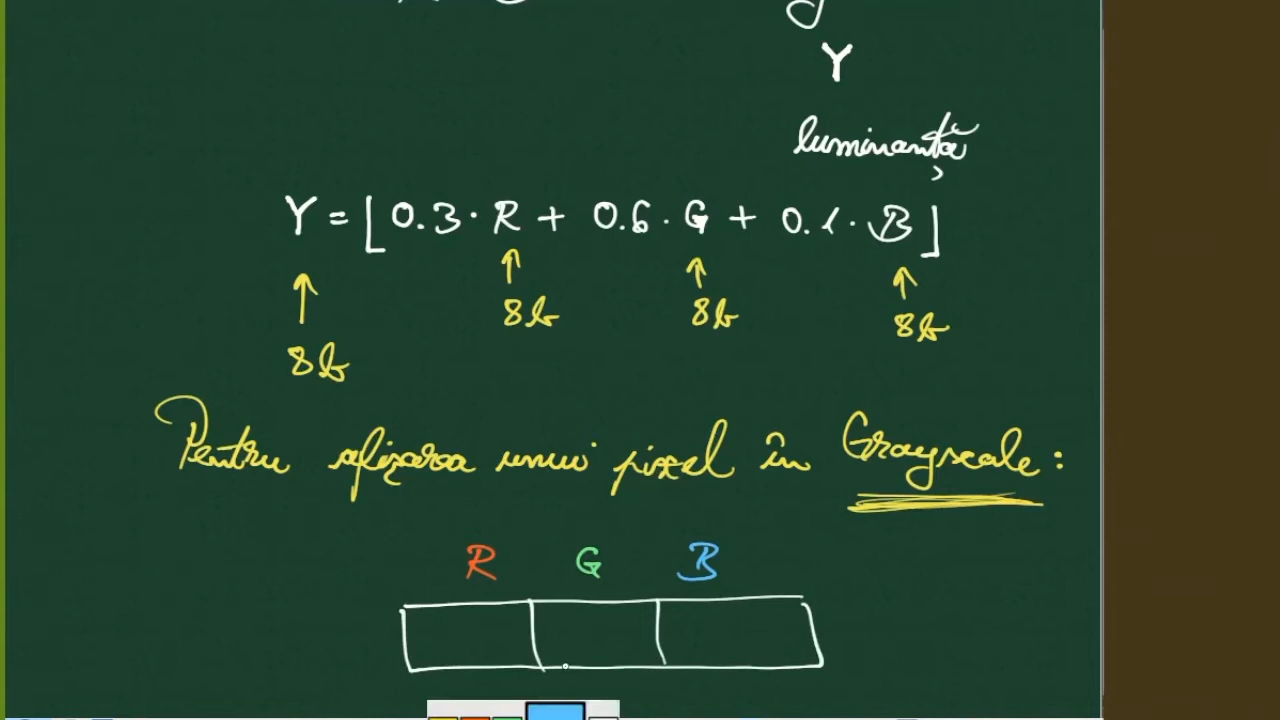 Y
luminanță
Y = ⌊0.3 · R + 0.6 · G + 0.1 · B⌋
8b 8b 8b
8b
Pentru afișarea unui pixel în Grayscale:
R G B